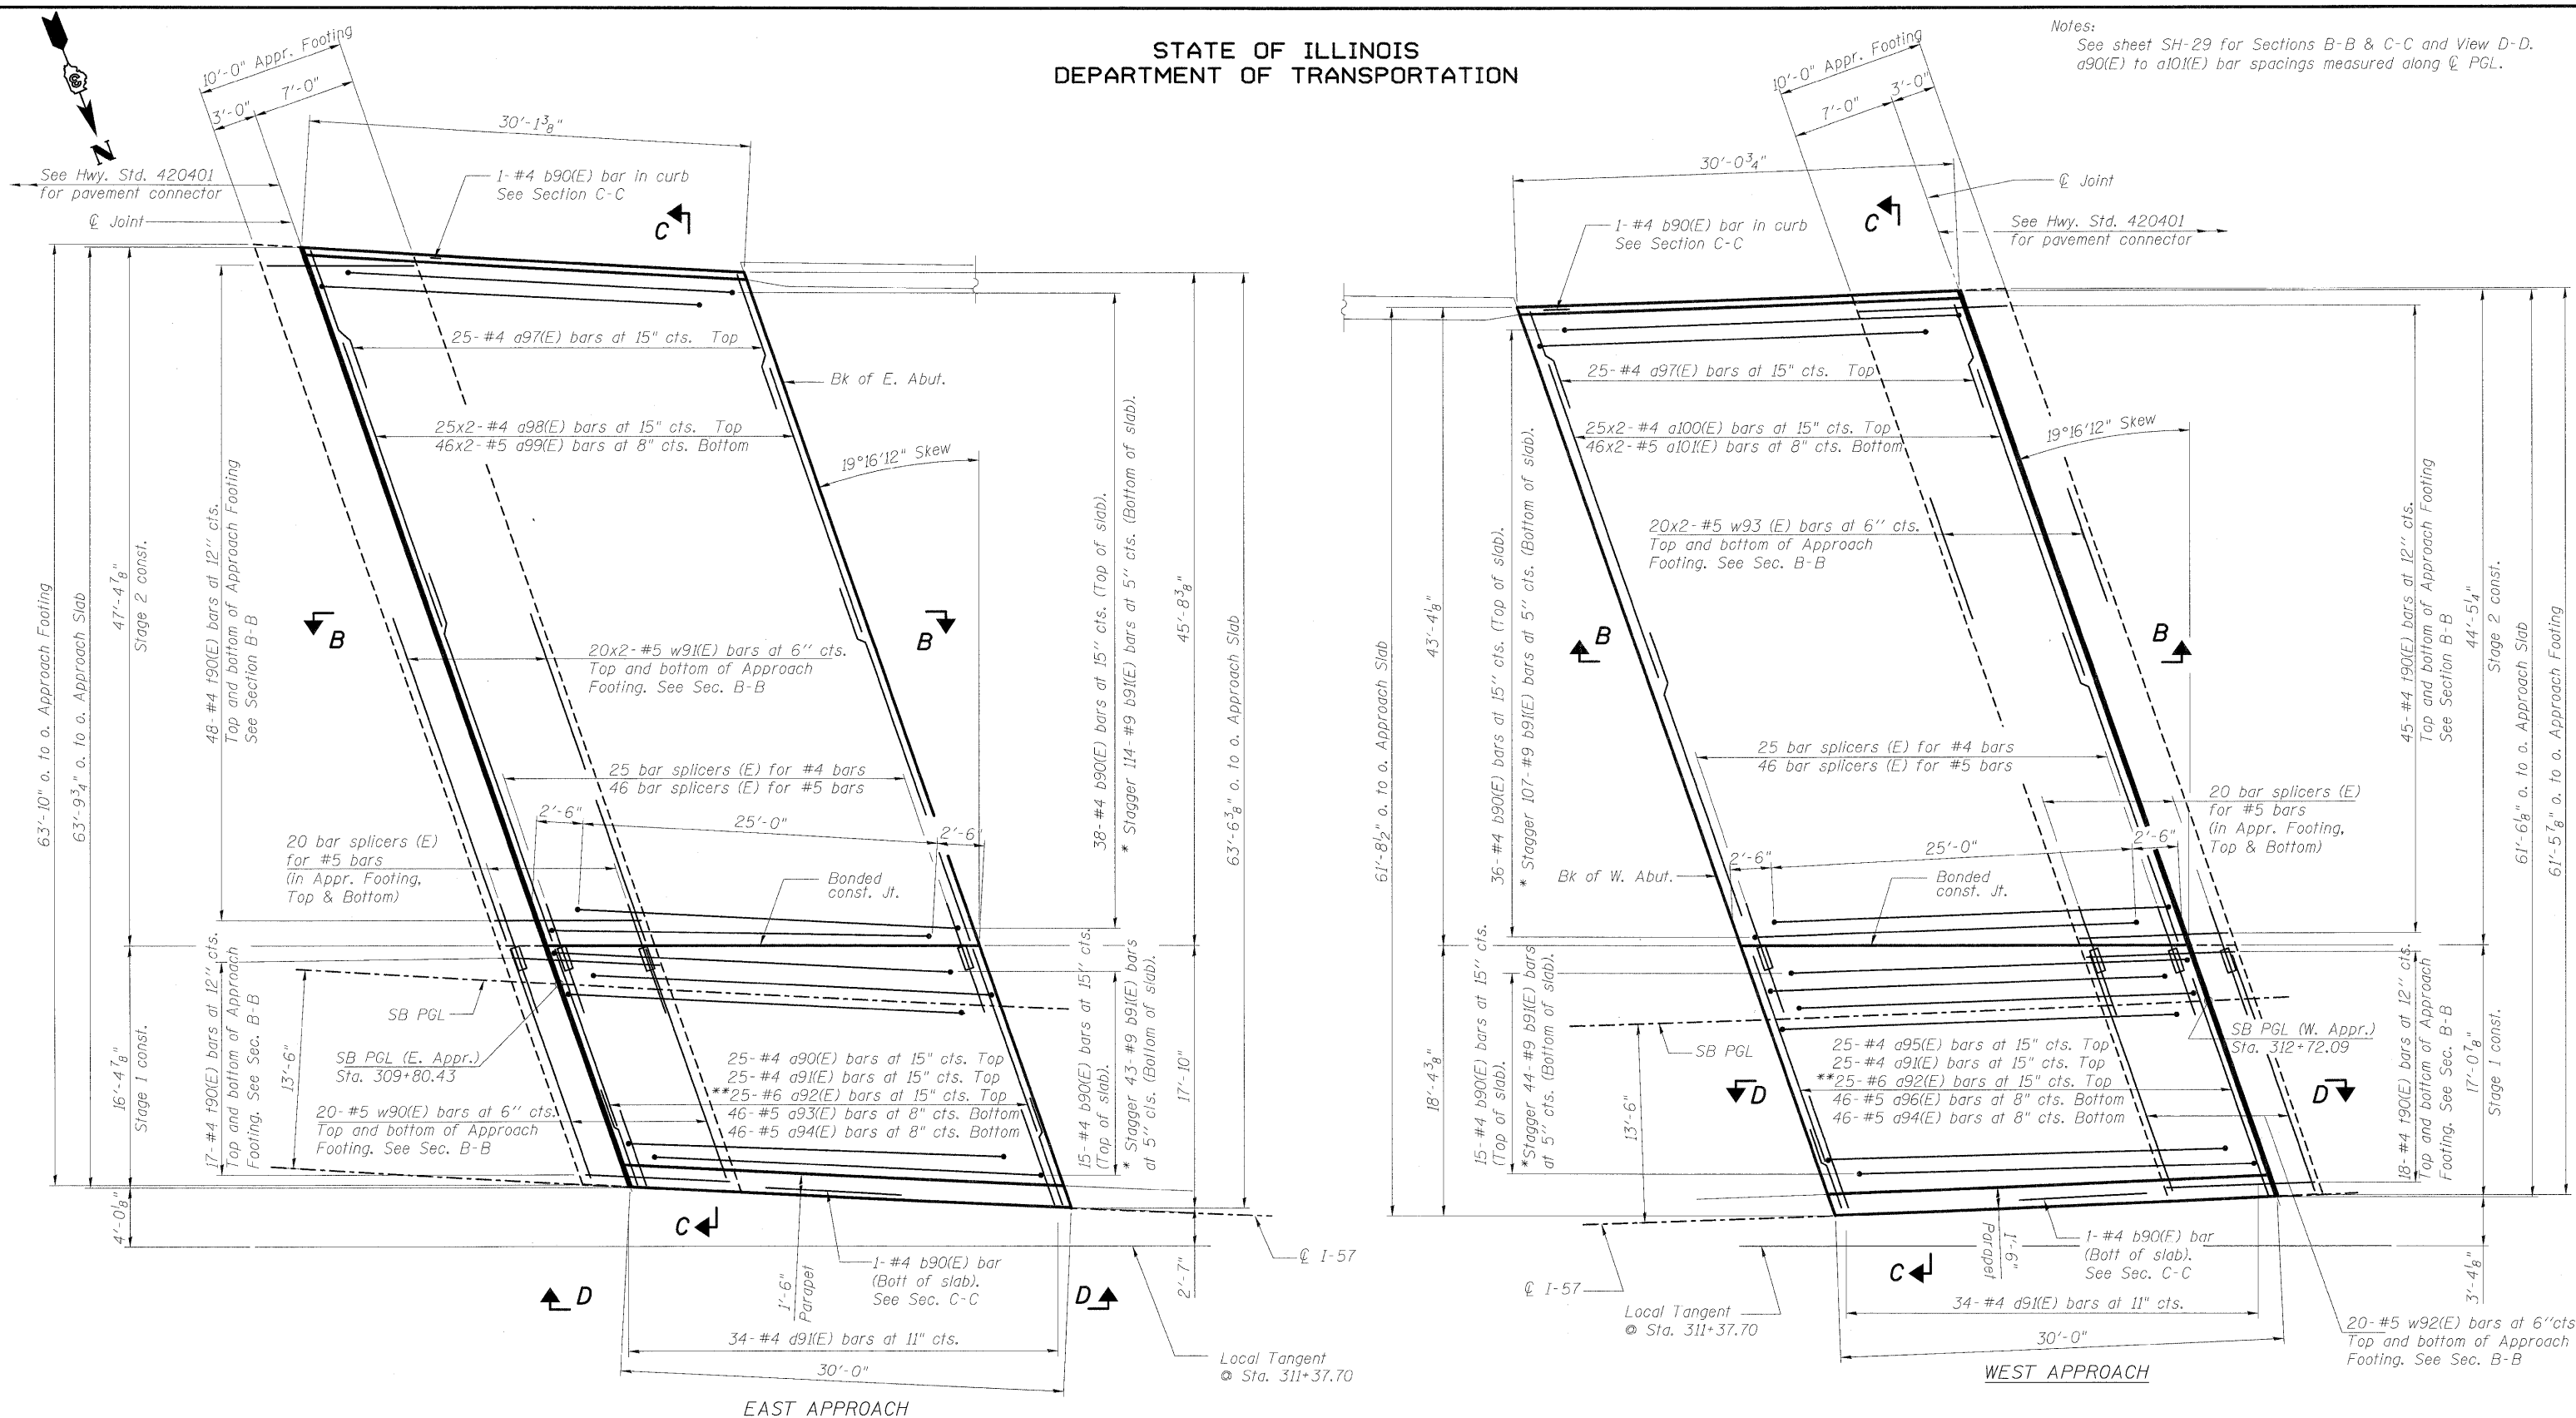 STATE OF ILLINOIS
DEPARTMENT OF TRANSPORTATION
Notes:
See sheet SH-29 for Sections B-B & C-C and View D-D.
a90(E) to a101(E) bar spacings measured along ℄ PGL.
N
10'-0" Appr. Footing
3'-0"
7'-0"
30'-1 3/8"
See Hwy. Std. 420401
for pavement connector
℄ Joint
1-#4 b90(E) bar in curb
See Section C-C
C
25-#4 a97(E) bars at 15" cts. Top
Bk of E. Abut.
25x2-#4 a98(E) bars at 15" cts. Top
46x2-#5 a99(E) bars at 8" cts. Bottom
19°16'12" Skew
63'-10" o. to o. Approach Footing
63'-9 3/4" o. to o. Approach Slab
47'-4 7/8"
Stage 2 const.
48-#4 t90(E) bars at 12" cts.
Top and bottom of Approach Footing
See Section B-B
B
B
20x2-#5 w91(E) bars at 6" cts.
Top and bottom of Approach
Footing. See Sec. B-B
38-#4 b90(E) bars at 15" cts. (Top of slab).
* Stagger 114-#9 b91(E) bars at 5" cts. (Bottom of slab).
45'-8 3/8"
63'-6 3/8" o. to o. Approach Slab
25 bar splicers (E) for #4 bars
46 bar splicers (E) for #5 bars
2'-6"
25'-0"
2'-6"
20 bar splicers (E)
for #5 bars
(in Appr. Footing,
Top & Bottom)
Bonded
const. Jt.
16'-4 7/8"
Stage 1 const.
17-#4 t90(E) bars at 12" cts.
Top and bottom of Approach
Footing. See Sec. B-B
13'-6"
SB PGL
SB PGL (E. Appr.)
Sta. 309+80.43
20-#5 w90(E) bars at 6" cts.
Top and bottom of Approach
Footing. See Sec. B-B
25-#4 a90(E) bars at 15" cts. Top
25-#4 a91(E) bars at 15" cts. Top
**25-#6 a92(E) bars at 15" cts. Top
46-#5 a93(E) bars at 8" cts. Bottom
46-#5 a94(E) bars at 8" cts. Bottom
15-#4 b90(E) bars at 15" cts.
(Top of slab).
* Stagger 43-#9 b91(E) bars
at 5" cts. (Bottom of slab).
17'-10"
4'-0 1/8"
C
1'-6"
Parapet
1-#4 b90(E) bar
(Bott of slab).
See Sec. C-C
℄ I-57
2'-7"
D
D
34-#4 d91(E) bars at 11" cts.
30'-0"
Local Tangent
@ Sta. 311+37.70
EAST APPROACH
10'-0" Appr. Footing
7'-0"
3'-0"
30'-0 3/4"
℄ Joint
C
1-#4 b90(E) bar in curb
See Section C-C
See Hwy. Std. 420401
for pavement connector
25-#4 a97(E) bars at 15" cts. Top
25x2-#4 a100(E) bars at 15" cts. Top
46x2-#5 a101(E) bars at 8" cts. Bottom
19°16'12" Skew
61'-8 1/2" o. to o. Approach Slab
43'-4 1/8"
36-#4 b90(E) bars at 15" cts. (Top of slab).
* Stagger 107-#9 b91(E) bars at 5" cts. (Bottom of slab).
20x2-#5 w93 (E) bars at 6" cts.
Top and bottom of Approach
Footing. See Sec. B-B
B
B
45-#4 t90(E) bars at 12" cts.
Top and bottom of Approach Footing
See Section B-B
44'-5 1/4"
Stage 2 const.
61'-6 1/8" o. to o. Approach Slab
61'-5 7/8" o. to o. Approach Footing
25 bar splicers (E) for #4 bars
46 bar splicers (E) for #5 bars
20 bar splicers (E)
for #5 bars
(in Appr. Footing,
Top & Bottom)
2'-6"
25'-0"
2'-6"
Bk of W. Abut.
Bonded
const. Jt.
18'-4 3/8"
15-#4 b90(E) bars at 15" cts.
(Top of slab).
*Stagger 44-#9 b91(E) bars
at 5" cts. (Bottom of slab).
13'-6"
SB PGL
SB PGL (W. Appr.)
Sta. 312+72.09
25-#4 a95(E) bars at 15" cts. Top
25-#4 a91(E) bars at 15" cts. Top
**25-#6 a92(E) bars at 15" cts. Top
46-#5 a96(E) bars at 8" cts. Bottom
46-#5 a94(E) bars at 8" cts. Bottom
D
D
18-#4 t90(E) bars at 12" cts.
Top and bottom of Approach
Footing. See Sec. B-B
17'-0 7/8"
Stage 1 const.
℄ I-57
Local Tangent
@ Sta. 311+37.70
C
1'-6"
Parapet
1-#4 b90(E) bar
(Bott of slab).
See Sec. C-C
3'-4 1/8"
34-#4 d91(E) bars at 11" cts.
30'-0"
20-#5 w92(E) bars at 6"cts
Top and bottom of Approach
Footing. See Sec. B-B
WEST APPROACH